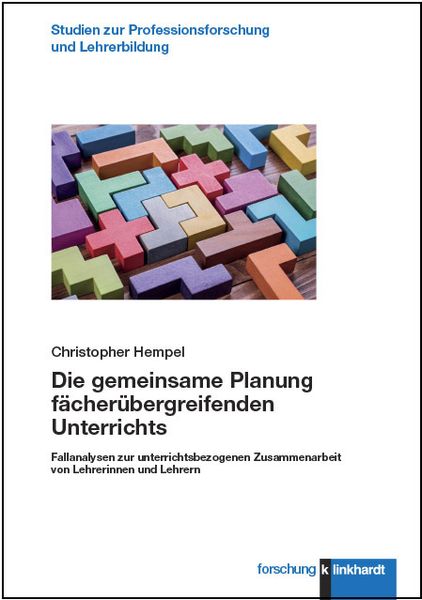 Studien zur Professionsforschung
und Lehrerbildung
Christopher Hempel
Die gemeinsame Planung
fächerübergreifenden
Unterrichts
Fallanalysen zur unterrichtsbezogenen Zusammenarbeit
von Lehrerinnen und Lehrern
forschung k linkhardt